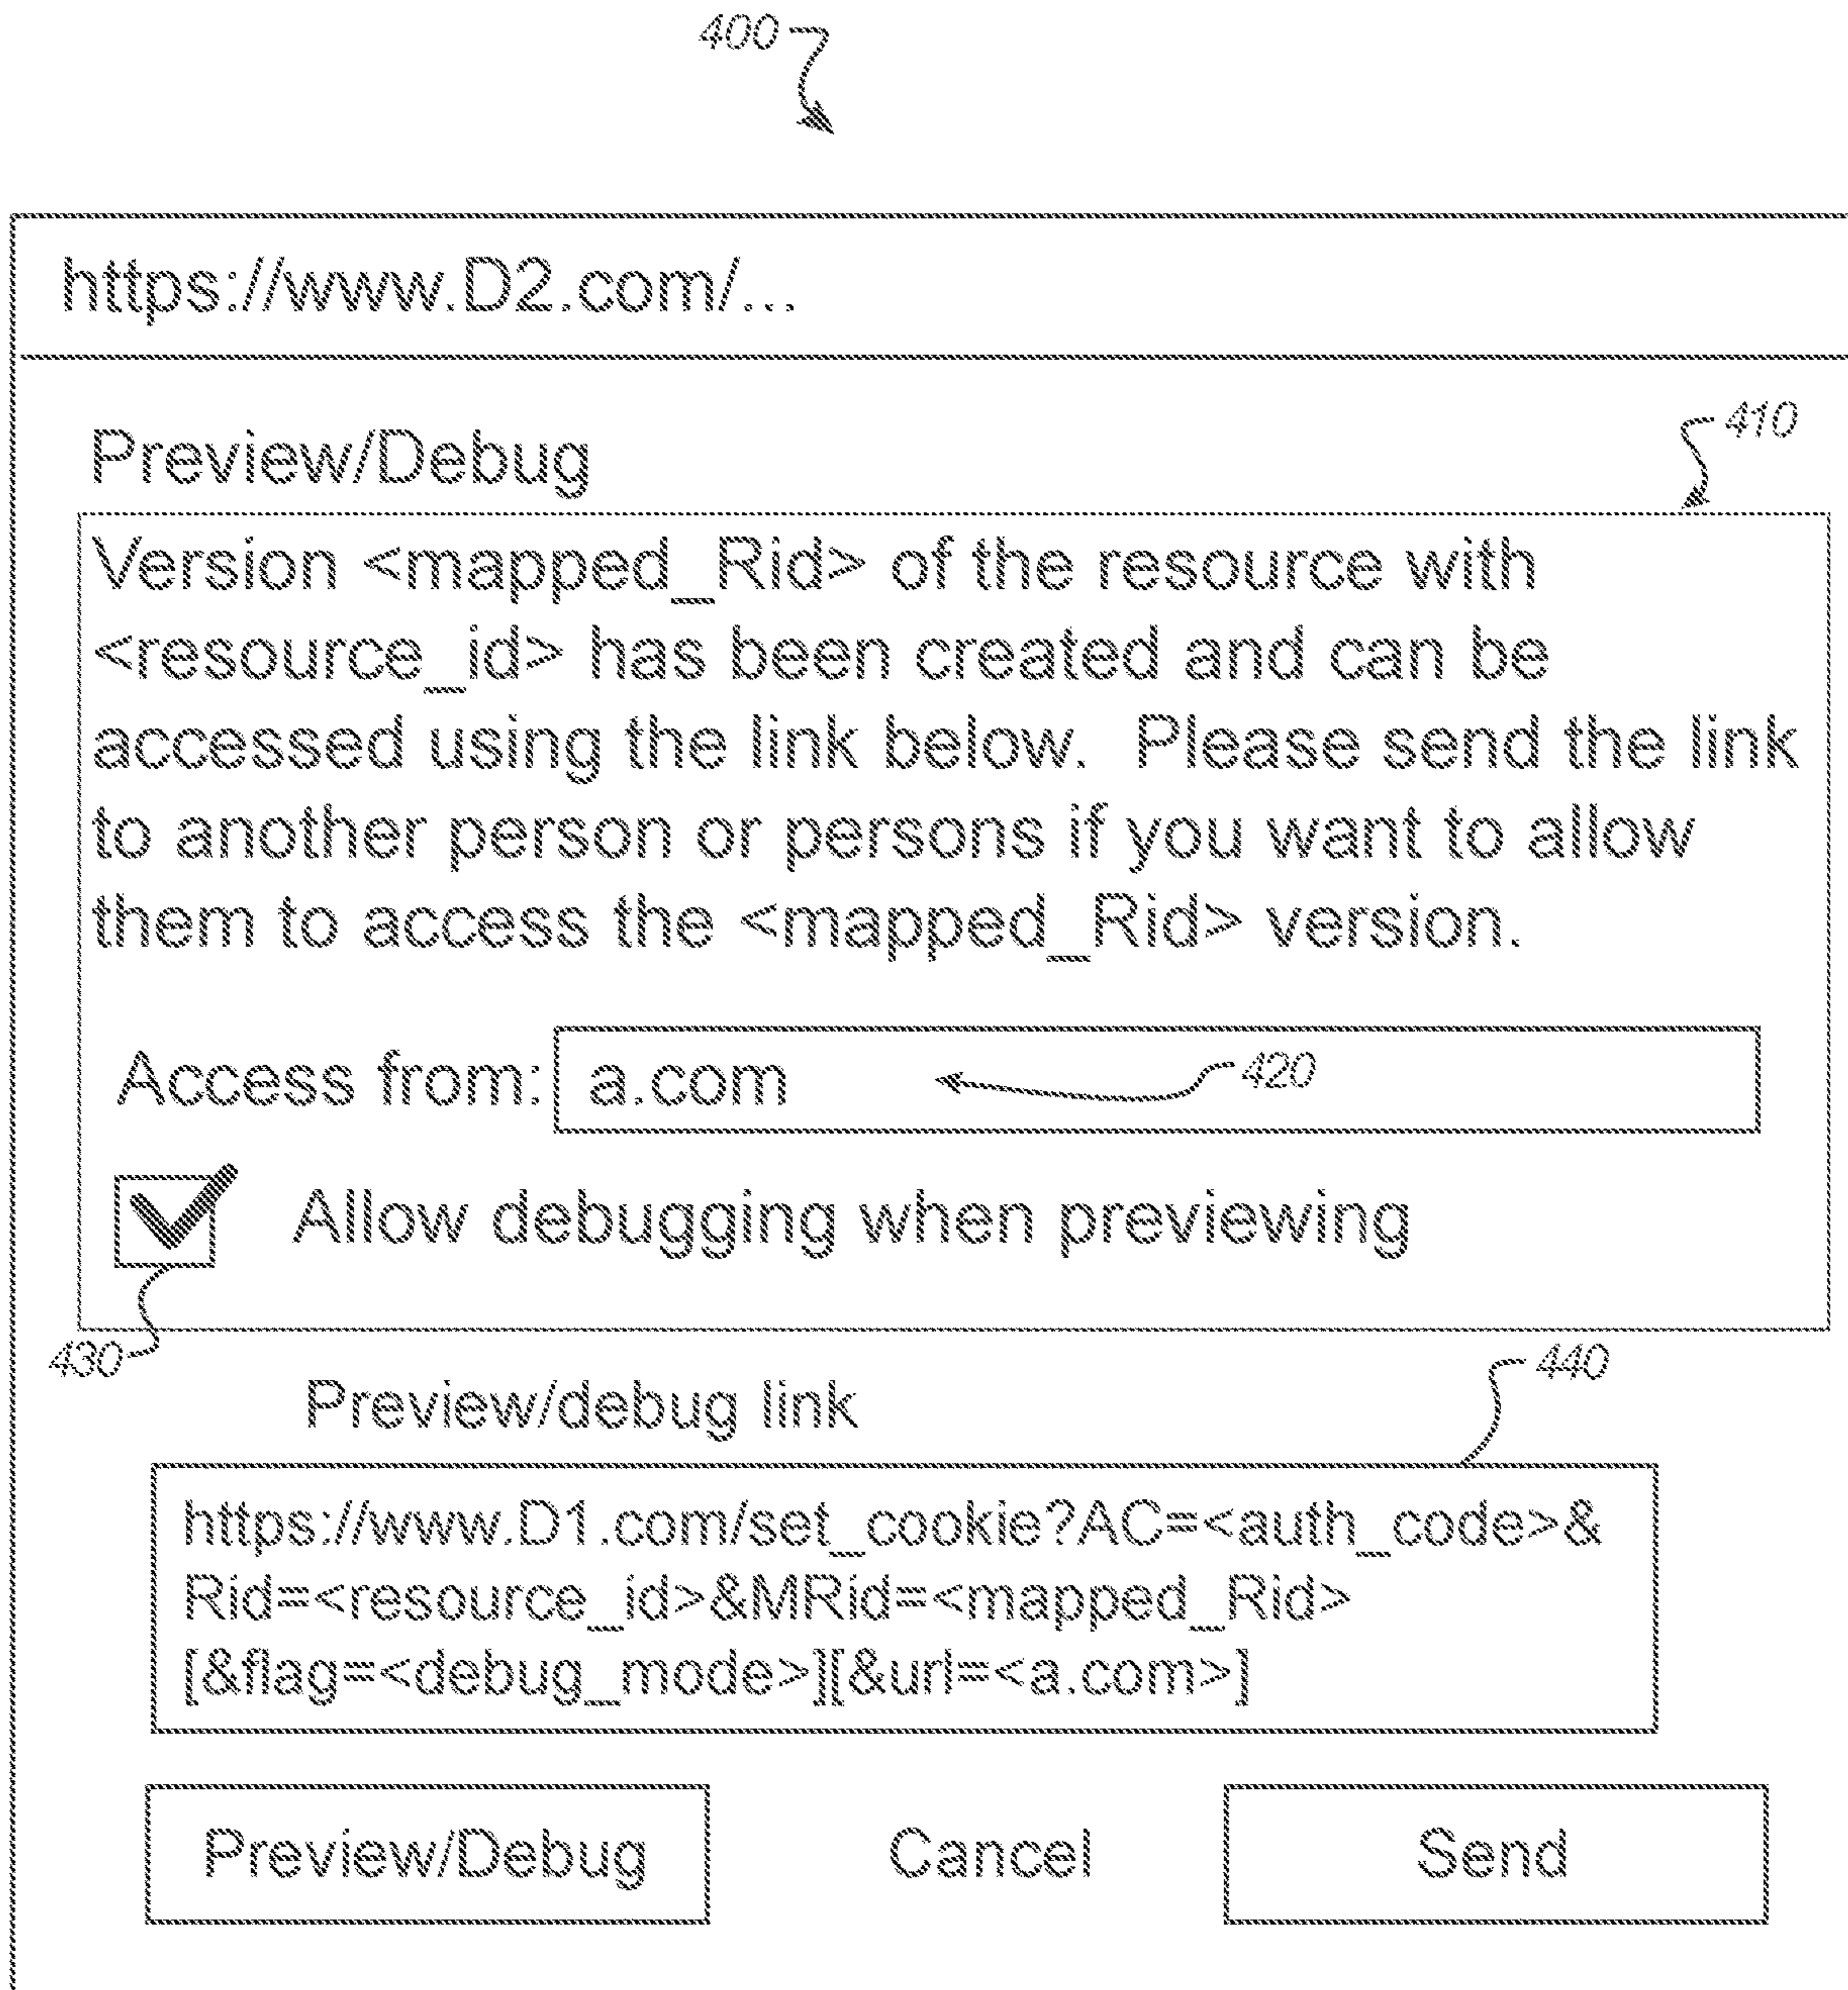 400
https://www.D2.com/...
410
Preview/Debug
Version <mapped_Rid> of the resource with
<resource_id> has been created and can be
accessed using the link below.  Please send the link
to another person or persons if you want to allow
them to access the <mapped_Rid> version.
Access from: a.com 420
Allow debugging when previewing
430
440
Preview/debug link
https://www.D1.com/set_cookie?AC=<auth_code>&
Rid=<resource_id>&MRid=<mapped_Rid>
[&flag=<debug_mode>][&url=<a.com>]
Preview/Debug Cancel Send